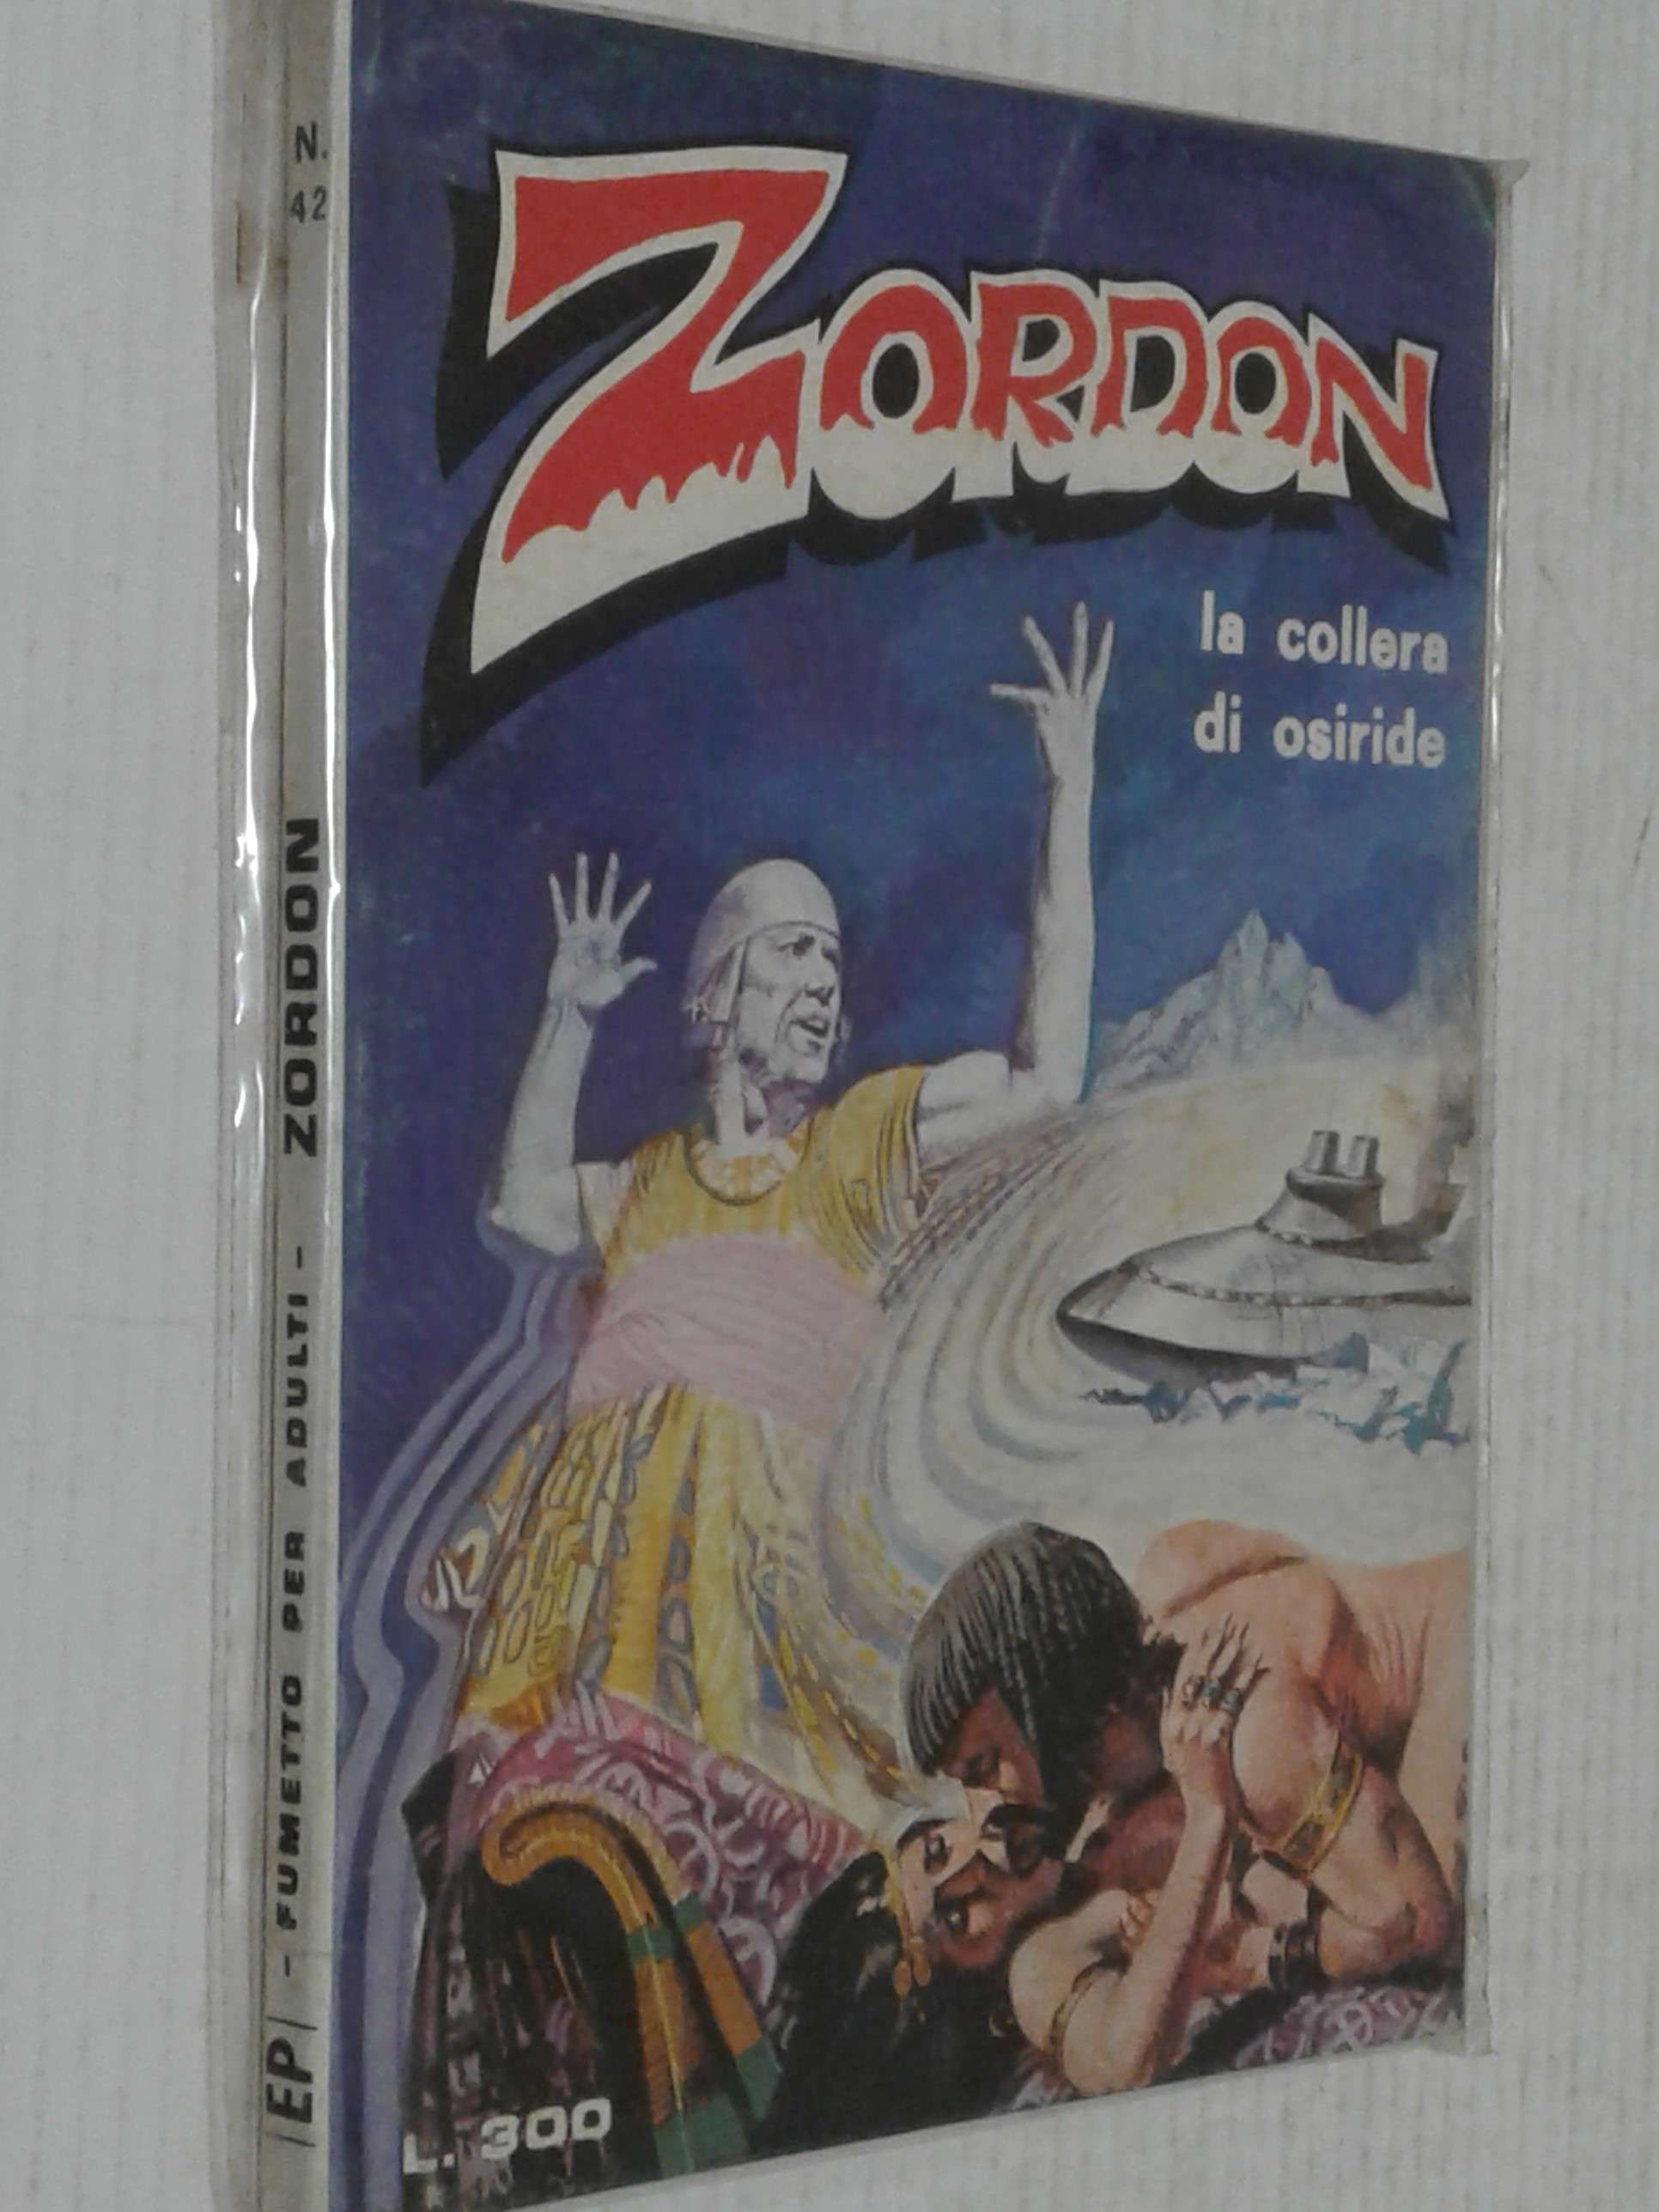 ZORDON
la collera
di osiride
L. 300
N.
42
EP - FUMETTO PER ADULTI - ZORDON